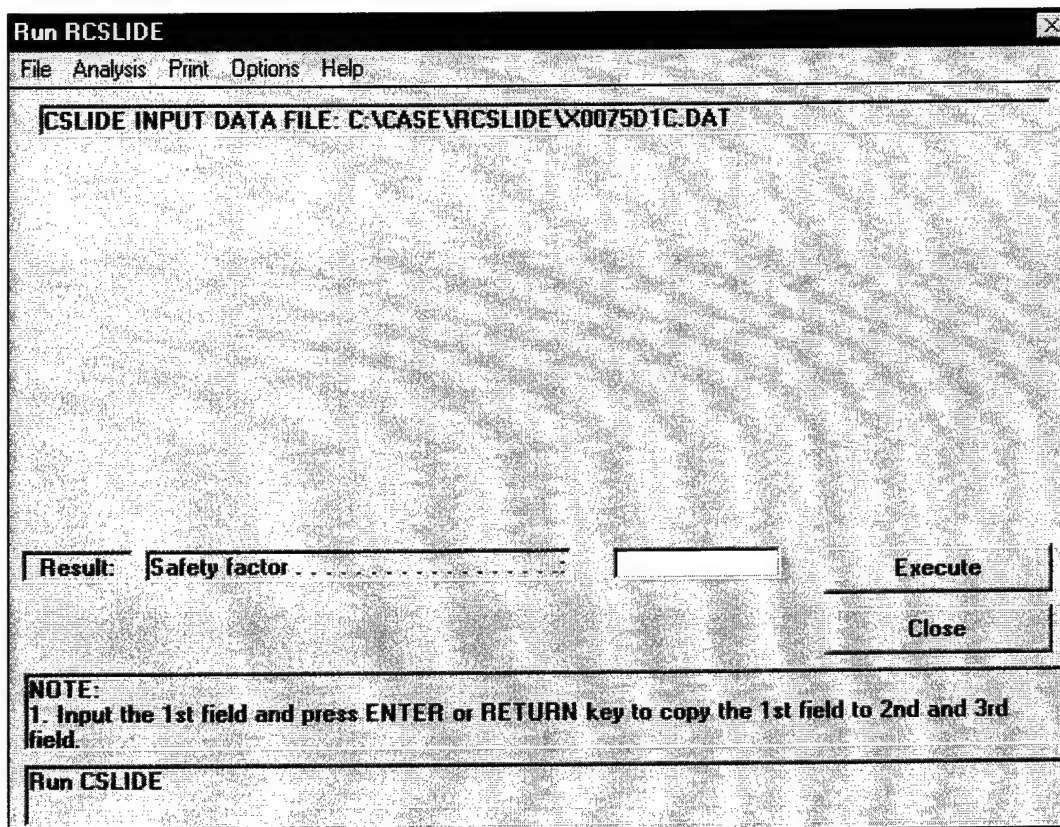 Run RCSLIDE
File Analysis Print Options Help
CSLIDE INPUT DATA FILE: C:\CASE\RCSLIDE\X0075D1C.DAT
Result: Safety factor . . . . . . . . . . . . . . . . . . . . . :
Execute
Close
NOTE:
1. Input the 1st field and press ENTER or RETURN key to copy the 1st field to 2nd and 3rd
field.
Run CSLIDE